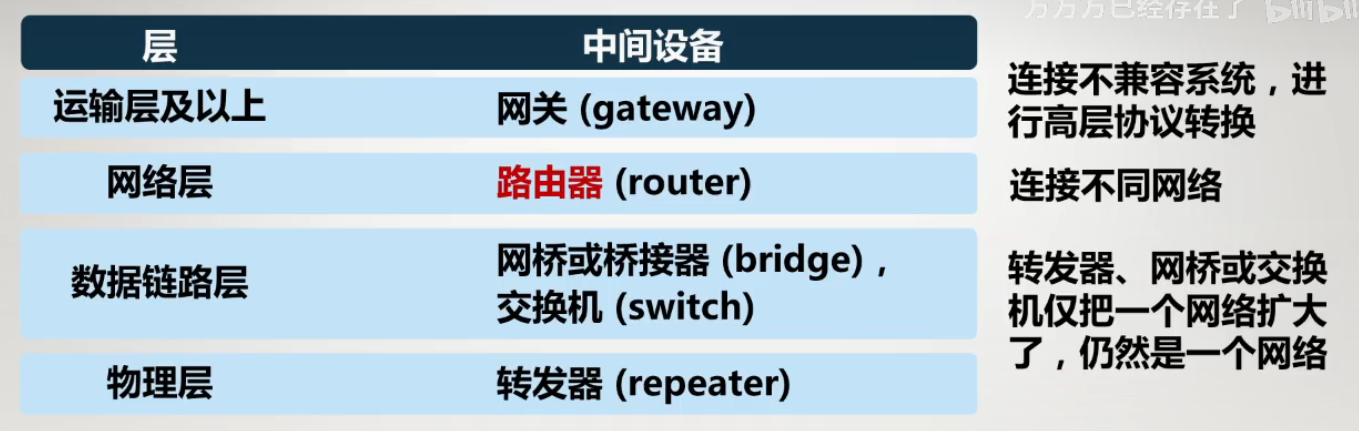 万万万已经存在了 bilibili
层 中间设备
运输层及以上 网关 (gateway)
连接不兼容系统，进
行高层协议转换
网络层 路由器 (router)
连接不同网络
数据链路层
网桥或桥接器 (bridge)，
交换机 (switch)
转发器、网桥或交换
机仅把一个网络扩大
了，仍然是一个网络
物理层 转发器 (repeater)